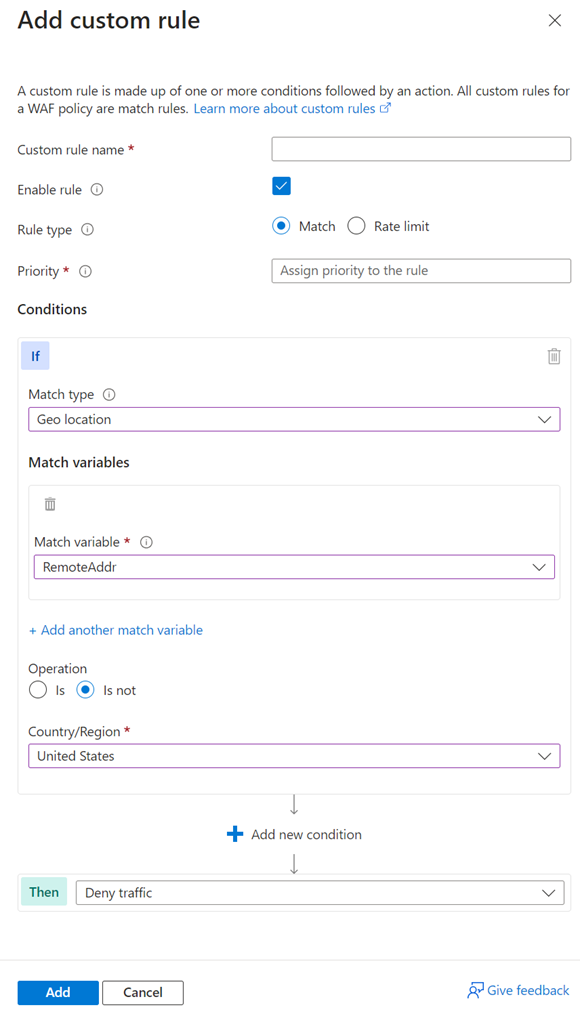 Add custom rule
A custom rule is made up of one or more conditions followed by an action. All custom rules for
a WAF policy are match rules. Learn more about custom rules
Custom rule name *
Enable rule
Rule type
Match
Rate limit
Priority *
Assign priority to the rule
Conditions
If
Match type
Geo location
Match variables
Match variable *
RemoteAddr
+ Add another match variable
Operation
Is
Is not
Country/Region *
United States
Add new condition
Then
Deny traffic
Add
Cancel
Give feedback